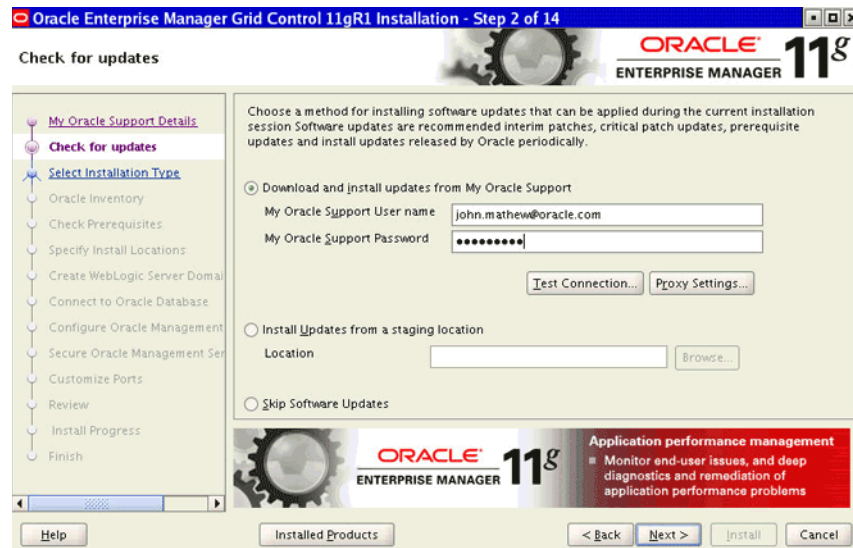 Oracle Enterprise Manager Grid Control 11gR1 Installation - Step 2 of 14
Check for updates
ORACLE
ENTERPRISE MANAGER 11g
My Oracle Support Details
Check for updates
Select Installation Type
Oracle Inventory
Check Prerequisites
Specify Install Locations
Create WebLogic Server Domai
Connect to Oracle Database
Configure Oracle Management
Secure Oracle Management Ser
Customize Ports
Review
Install Progress
Finish
Choose a method for installing software updates that can be applied during the current installation
session Software updates are recommended interim patches, critical patch updates, prerequisite
updates and install updates released by Oracle periodically.
Download and install updates from My Oracle Support
My Oracle Support User name john.mathew@oracle.com
My Oracle Support Password •••••••••
Test Connection... Proxy Settings...
Install Updates from a staging location
Location Browse...
Skip Software Updates
ORACLE
ENTERPRISE MANAGER 11g
Application performance management
Monitor end-user issues, and deep
diagnostics and remediation of
application performance problems
Help Installed Products < Back Next > Install Cancel